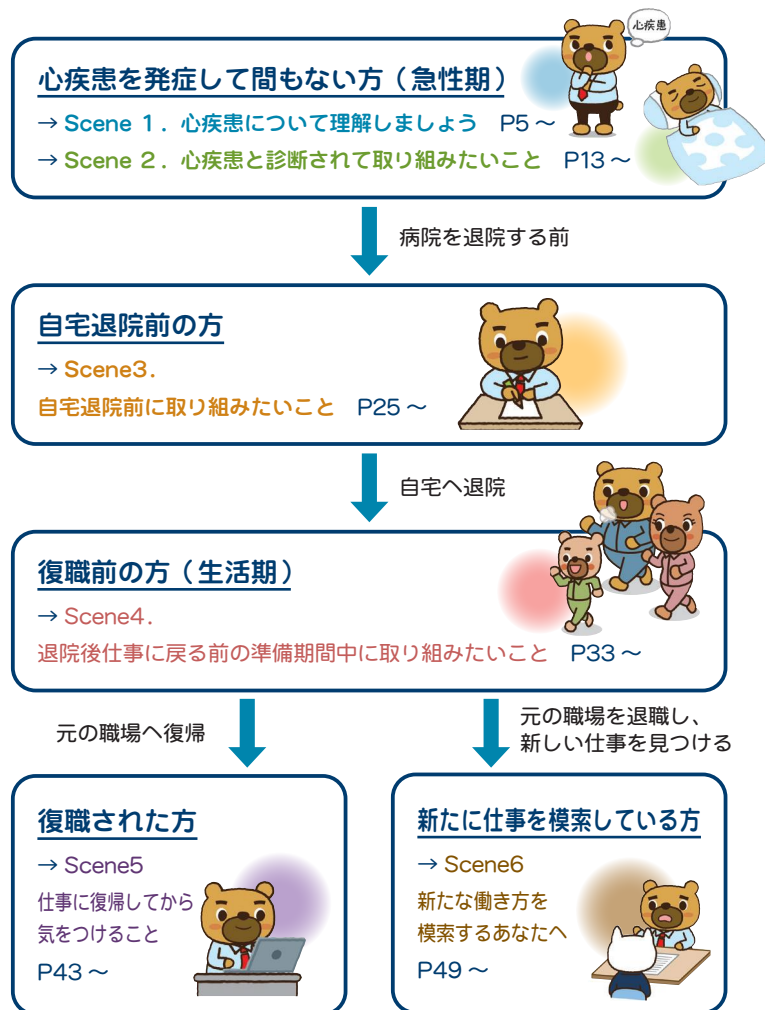 心疾患
心疾患を発症して間もない方（急性期）
→ Scene 1．心疾患について理解しましょう　P5～
→ Scene 2．心疾患と診断されて取り組みたいこと　P13～
病院を退院する前
自宅退院前の方
→ Scene3．
自宅退院前に取り組みたいこと　P25～
自宅へ退院
復職前の方（生活期）
→ Scene4．
退院後仕事に戻る前の準備期間中に取り組みたいこと　P33～
元の職場へ復帰
元の職場を退職し、
新しい仕事を見つける
復職された方
→ Scene5
仕事に復帰してから
気をつけること
P43～
新たに仕事を模索している方
→ Scene6
新たな働き方を
模索するあなたへ
P49～